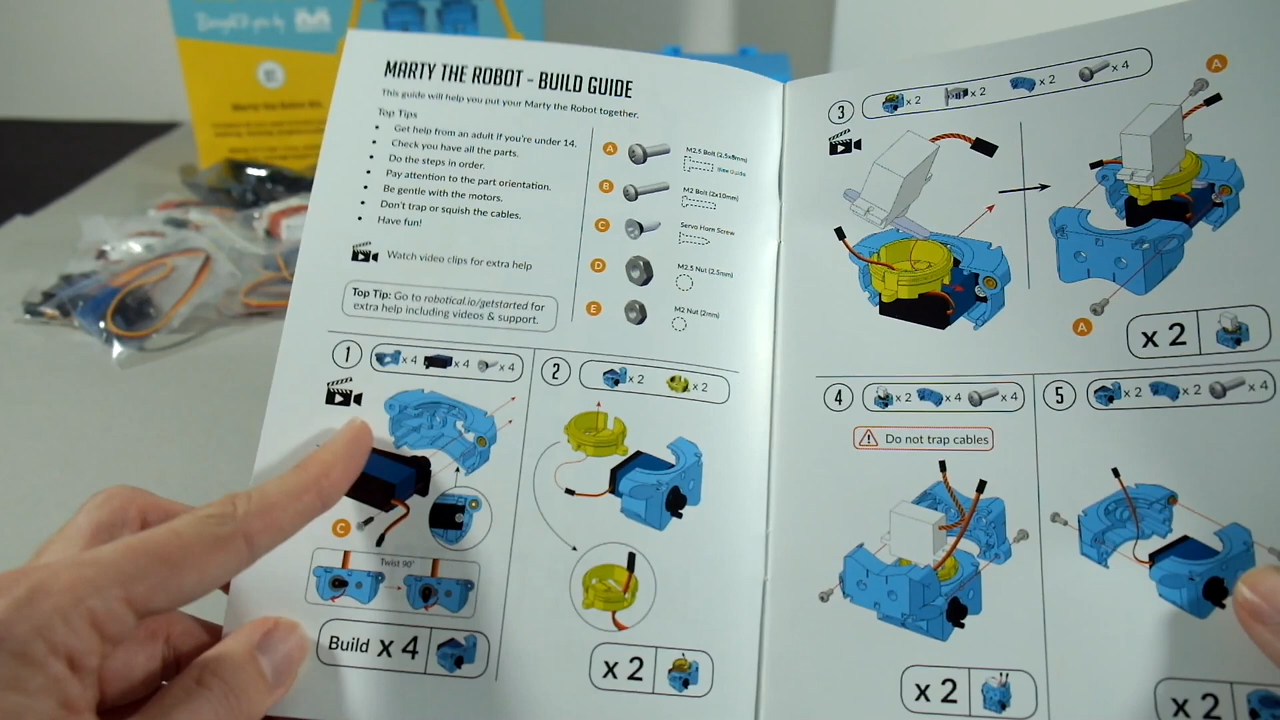 Brought to you by
MARTY THE ROBOT - BUILD GUIDE
This guide will help you put your Marty the Robot together.
Top Tips
• Get help from an adult if you're under 14.
• Check you have all the parts.
• Do the steps in order.
• Pay attention to the part orientation.
• Be gentle with the motors.
• Don't trap or squish the cables.
• Have fun!
Watch video clips for extra help
Top Tip: Go to robotical.io/getstarted for
extra help including videos & support.
A
M2.5 Bolt (2.5x8mm)
Size Guide
B
M2 Bolt (2x10mm)
C
Servo Horn Screw
D
M2.5 Nut (2.5mm)
E
M2 Nut (2mm)
1
x 4
x 4
x 4
C
Twist 90°
Build x 4
2
x 2
x 2
x 2
3
x 2
x 2
x 2
x 4
A
A
x 2
4
x 2
x 4
x 4
Do not trap cables
x 2
5
x 2
x 2
x 4
x 2